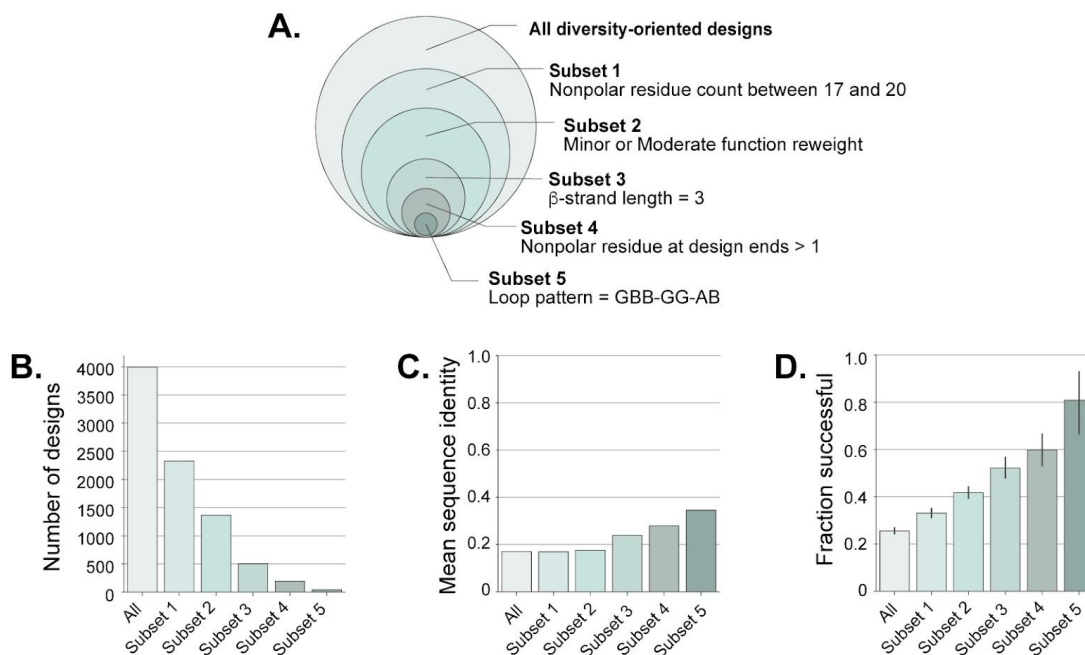 A.
All diversity-oriented designs
Subset 1
Nonpolar residue count between 17 and 20
Subset 2
Minor or Moderate function reweight
Subset 3
β-strand length = 3
Subset 4
Nonpolar residue at design ends > 1
Subset 5
Loop pattern = GBB-GG-AB
B.
Number of designs
4000
3500
3000
2500
2000
1500
1000
500
0
All
Subset 1
Subset 2
Subset 3
Subset 4
Subset 5
C.
Mean sequence identity
1.0
0.8
0.6
0.4
0.2
0
All
Subset 1
Subset 2
Subset 3
Subset 4
Subset 5
D.
Fraction successful
1.0
0.8
0.6
0.4
0.2
0
All
Subset 1
Subset 2
Subset 3
Subset 4
Subset 5